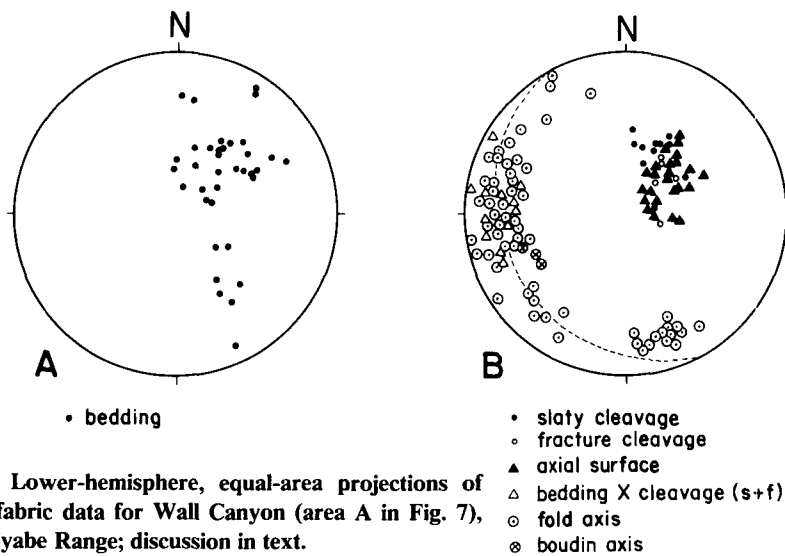 N
N
A
B
• bedding
• slaty cleavage
○ fracture cleavage
▲ axial surface
△ bedding X cleavage (s+f)
⊙ fold axis
⊗ boudin axis
Lower-hemisphere, equal-area projections of
fabric data for Wall Canyon (area A in Fig. 7),
yabe Range; discussion in text.